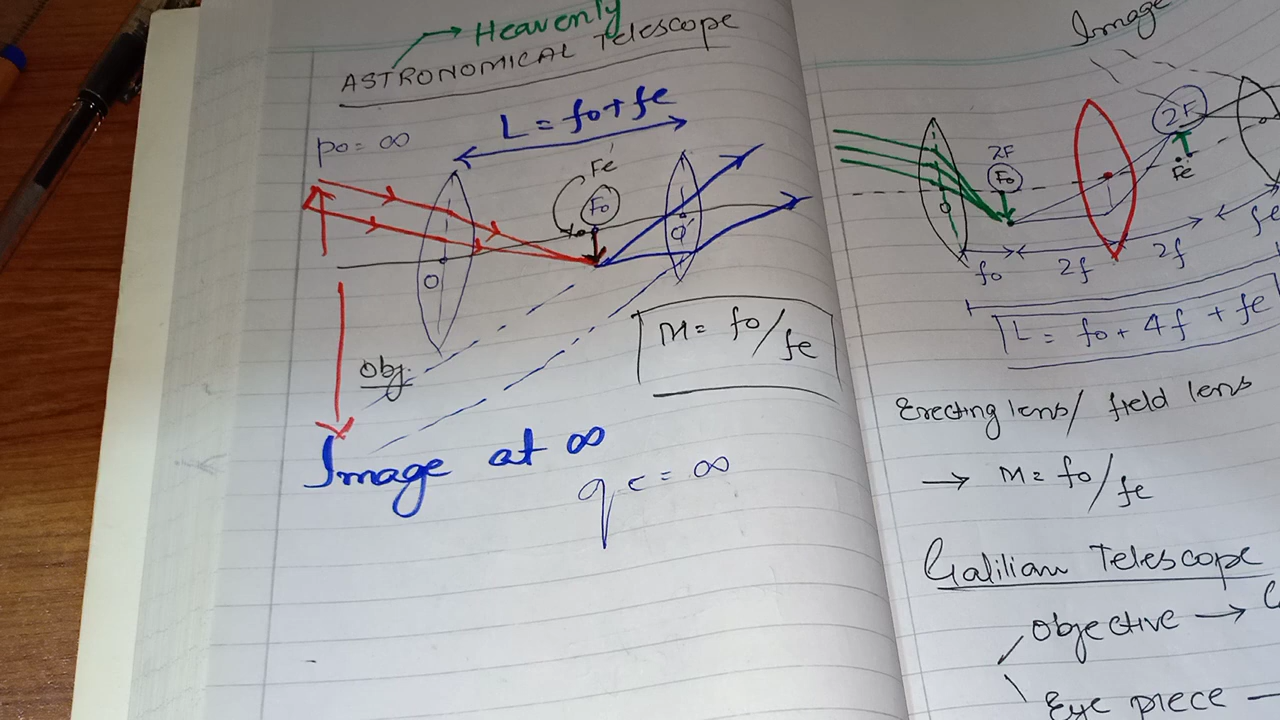 Heavenly
ASTRONOMICAL Telescope
L = fo + fe
po = ∞
Fe'
Fo
O
O'
Obj.
M = fo/fe
Image at ∞
qe = ∞
Image
2F
Fo
2F
Fe
O
fo
2f
2f
fe
L = fo + 4f + fe
Erecting lens/ field lens
→ M = fo/fe
Galilian Telescope
Objective →
Eye piece